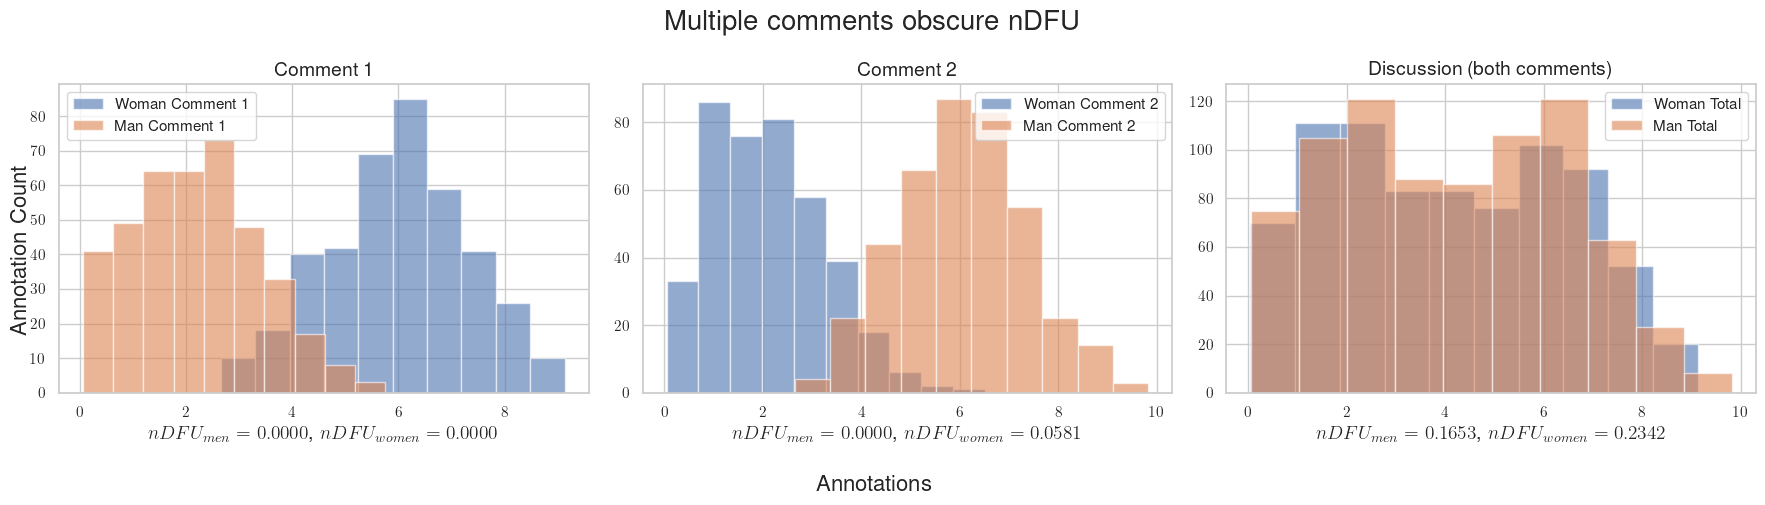 Multiple comments obscure nDFU
Comment 1
Woman Comment 1
Man Comment 1
Annotation Count
80
70
60
50
40
30
20
10
0
0 2 4 6 8
nDFU_men = 0.0000, nDFU_women = 0.0000
Comment 2
Woman Comment 2
Man Comment 2
80
60
40
20
0
0 2 4 6 8 10
nDFU_men = 0.0000, nDFU_women = 0.0581
Discussion (both comments)
Woman Total
Man Total
120
100
80
60
40
20
0
0 2 4 6 8 10
nDFU_men = 0.1653, nDFU_women = 0.2342
Annotations